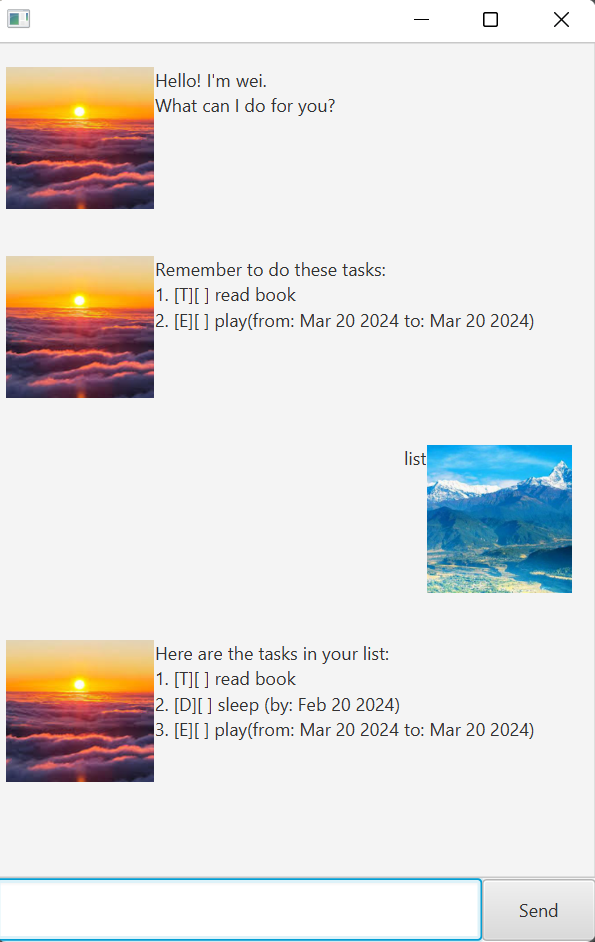 Hello! I'm wei.
What can I do for you?
Remember to do these tasks:
1. [T][ ] read book
2. [E][ ] play(from: Mar 20 2024 to: Mar 20 2024)
list
Here are the tasks in your list:
1. [T][ ] read book
2. [D][ ] sleep (by: Feb 20 2024)
3. [E][ ] play(from: Mar 20 2024 to: Mar 20 2024)
Send